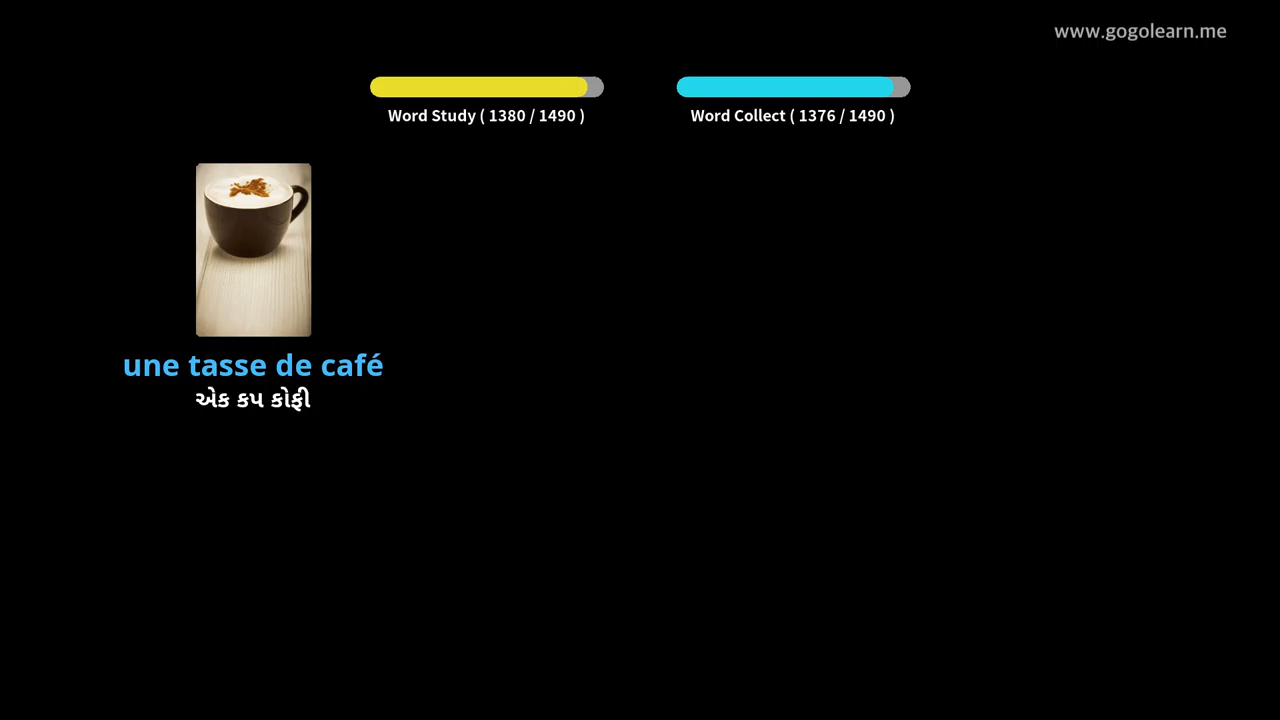 www.gogolearn.me
Word Study ( 1380 / 1490 )
Word Collect ( 1376 / 1490 )
une tasse de café
એક કપ કોફી